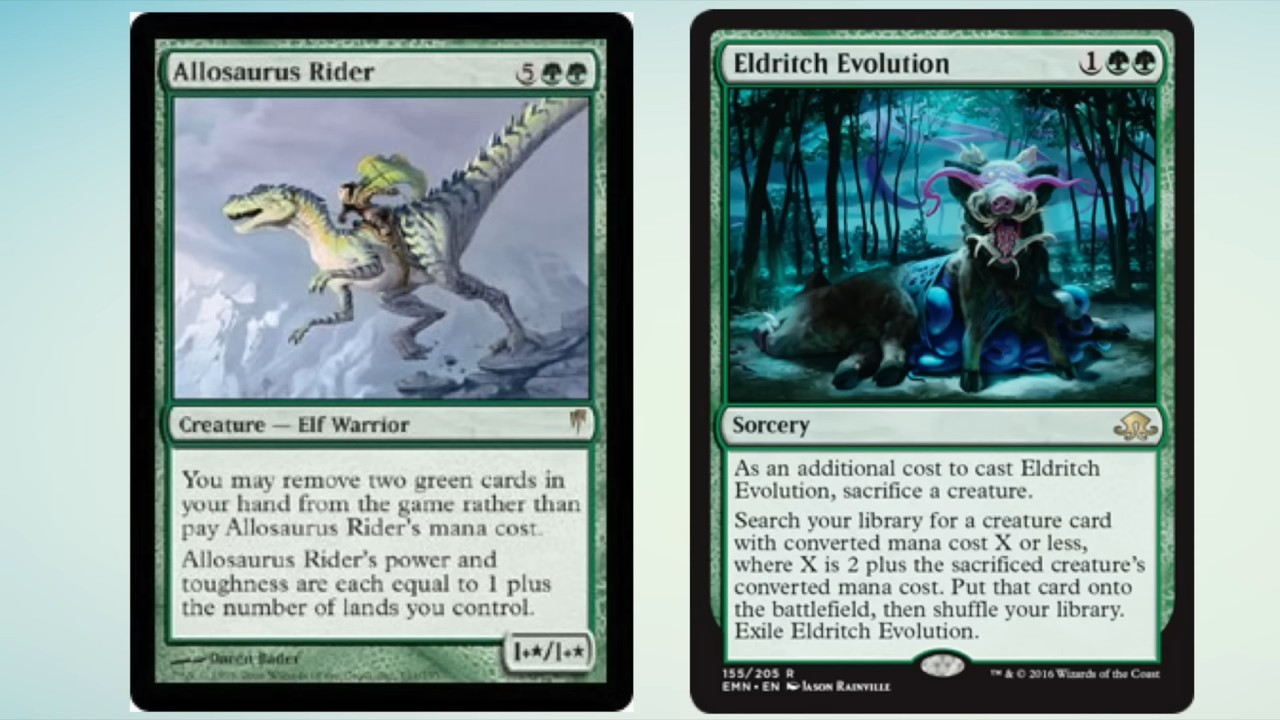 Allosaurus Rider 5
Creature — Elf Warrior
You may remove two green cards in
your hand from the game rather than
pay Allosaurus Rider's mana cost.
Allosaurus Rider's power and
toughness are each equal to 1 plus
the number of lands you control.
1+★/1+★
Daren Bader
Eldritch Evolution 1
Sorcery
As an additional cost to cast Eldritch
Evolution, sacrifice a creature.
Search your library for a creature card
with converted mana cost X or less,
where X is 2 plus the sacrificed creature's
converted mana cost. Put that card onto
the battlefield, then shuffle your library.
Exile Eldritch Evolution.
155/205 R
EMN • EN Jason Rainville
™ & © 2016 Wizards of the Coast